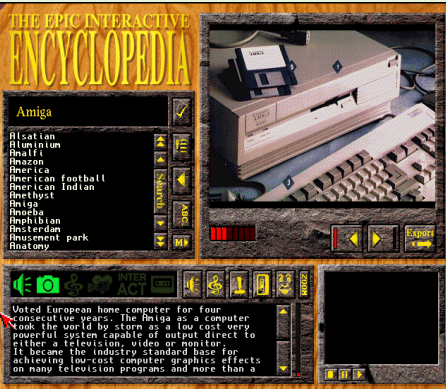 THE EPIC INTERACTIVE
ENCYCLOPEDIA
Amiga
Alsatian
Aluminium
Amalfi
Amazon
America
American football
American Indian
Amethyst
Amiga
Amoeba
Amphibian
Amsterdam
Amusement park
Anatomy
Search
ABC
M
1
2
3
Export
INTER
ACT
ZOOM
Voted European home computer for four
consecutive years. The Amiga as a computer
took the world by storm as a low cost very
powerful system capable of output direct to
either a television, video or monitor.
It became the industry standard base for
achieving low-cost computer graphics effects
on many television programs and more than a